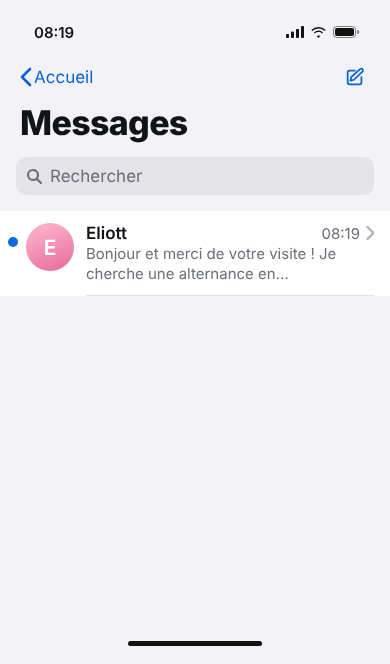 08:19
Accueil
Messages
Rechercher
E
Eliott
08:19
Bonjour et merci de votre visite ! Je
cherche une alternance en...